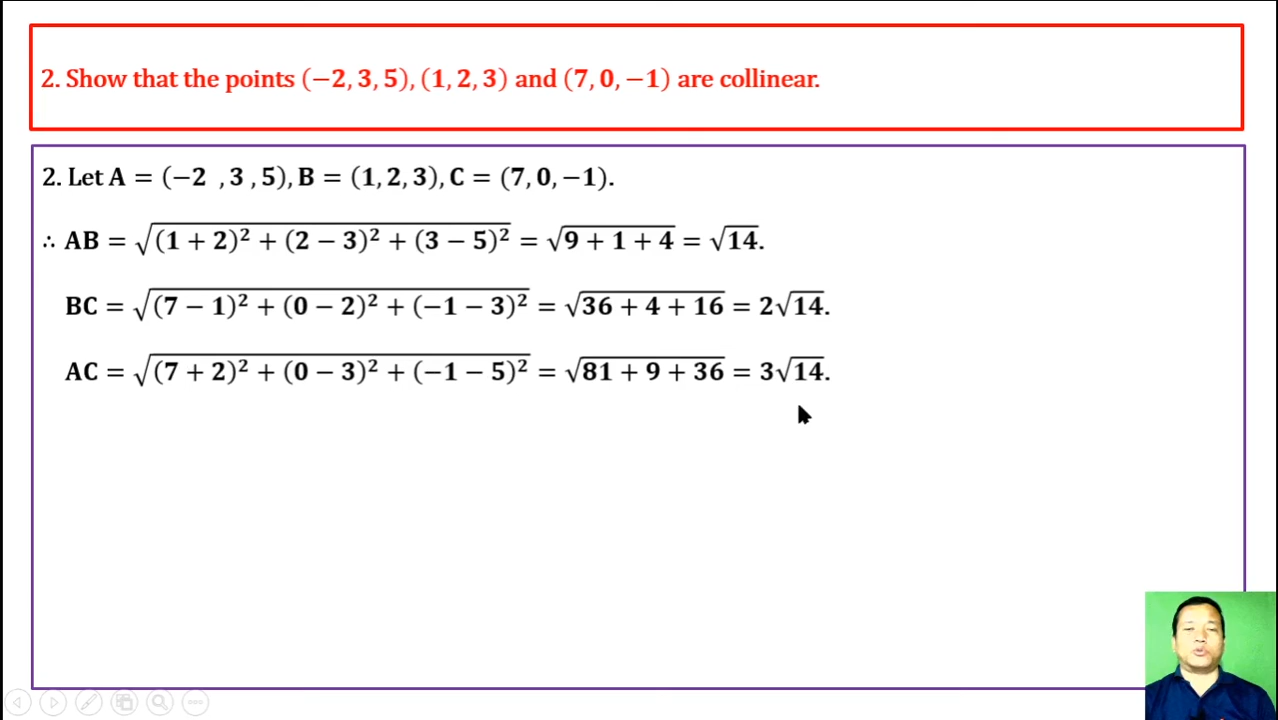 2. Show that the points (−2, 3, 5), (1, 2, 3) and (7, 0, −1) are collinear.
2. Let A = (−2 , 3 , 5), B = (1, 2, 3), C = (7, 0, −1).
∴ AB = √(1 + 2)² + (2 − 3)² + (3 − 5)² = √9 + 1 + 4 = √14.
BC = √(7 − 1)² + (0 − 2)² + (−1 − 3)² = √36 + 4 + 16 = 2√14.
AC = √(7 + 2)² + (0 − 3)² + (−1 − 5)² = √81 + 9 + 36 = 3√14.